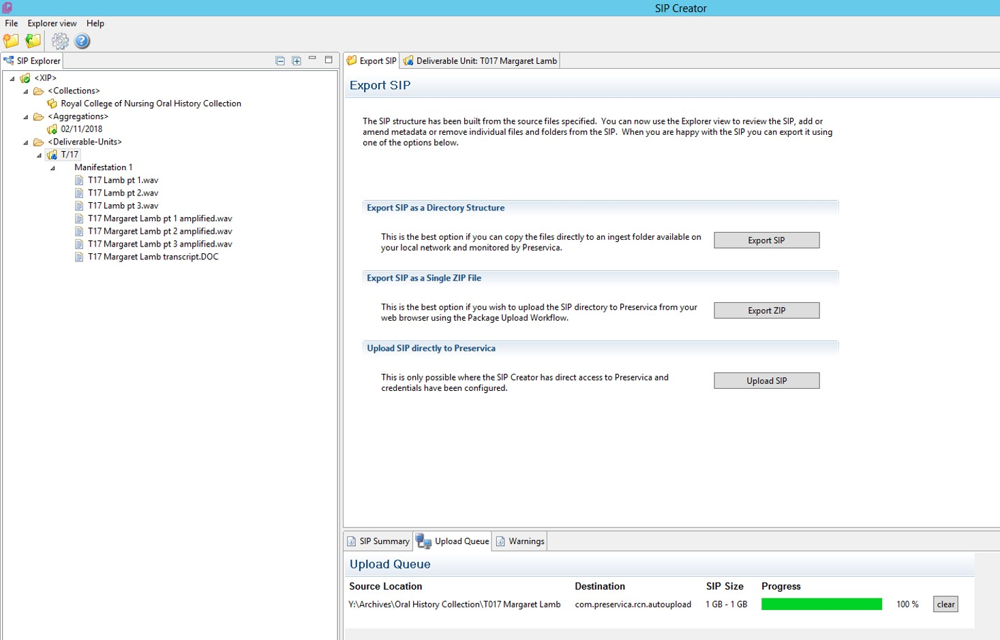 SIP Creator
File Explorer view Help
SIP Explorer
<XIP>
<Collections>
Royal College of Nursing Oral History Collection
<Aggregations>
02/11/2018
<Deliverable-Units>
T/17
Manifestation 1
T17 Lamb pt 1.wav
T17 Lamb pt 2.wav
T17 Lamb pt 3.wav
T17 Margaret Lamb pt 1 amplified.wav
T17 Margaret Lamb pt 2 amplified.wav
T17 Margaret Lamb pt 3 amplified.wav
T17 Margaret Lamb transcript.DOC
Export SIP Deliverable Unit: T017 Margaret Lamb
Export SIP
The SIP structure has been built from the source files specified. You can now use the Explorer view to review the SIP, add or
amend metadata or remove individual files and folders from the SIP. When you are happy with the SIP you can export it using
one of the options below.
Export SIP as a Directory Structure
This is the best option if you can copy the files directly to an ingest folder available on
your local network and monitored by Preservica.
Export SIP
Export SIP as a Single ZIP File
This is the best option if you wish to upload the SIP directory to Preservica from your
web browser using the Package Upload Workflow.
Export ZIP
Upload SIP directly to Preservica
This is only possible where the SIP Creator has direct access to Preservica and
credentials have been configured.
Upload SIP
SIP Summary Upload Queue Warnings
Upload Queue
Source Location Destination SIP Size Progress
Y:\Archives\Oral History Collection\T017 Margaret Lamb com.preservica.rcn.autoupload 1 GB - 1 GB 100 % clear